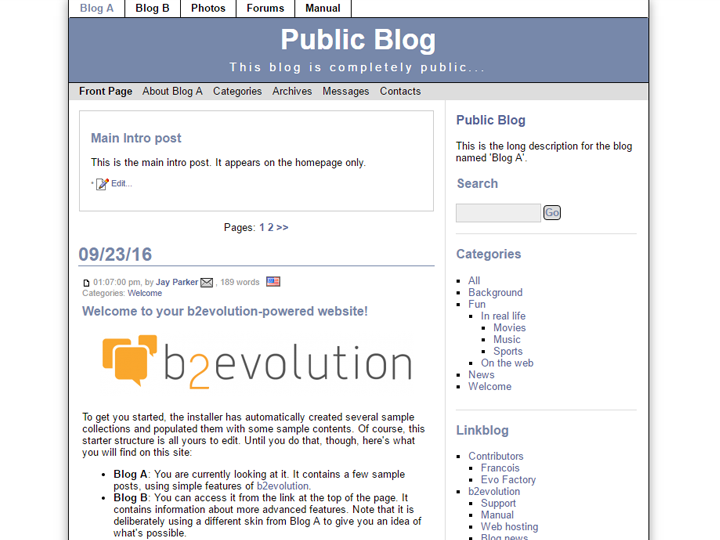 Blog A Blog B Photos Forums Manual
Public Blog
This blog is completely public...
Front Page About Blog A Categories Archives Messages Contacts
Main Intro post
This is the main intro post. It appears on the homepage only.
• Edit...
Pages: 1 2 >>
09/23/16
01:07:00 pm, by Jay Parker , 189 words
Categories: Welcome
Welcome to your b2evolution-powered website!
b2evolution
To get you started, the installer has automatically created several sample
collections and populated them with some sample contents. Of course, this
starter structure is all yours to edit. Until you do that, though, here's what
you will find on this site:
• Blog A: You are currently looking at it. It contains a few sample
posts, using simple features of b2evolution.
• Blog B: You can access it from the link at the top of the page. It
contains information about more advanced features. Note that it is
deliberately using a different skin from Blog A to give you an idea of
what's possible.
Public Blog
This is the long description for the blog
named 'Blog A'.
Search
Go
Categories
All
Background
Fun
In real life
Movies
Music
Sports
On the web
News
Welcome
Linkblog
Contributors
Francois
Evo Factory
b2evolution
Support
Manual
Web hosting
Blog news